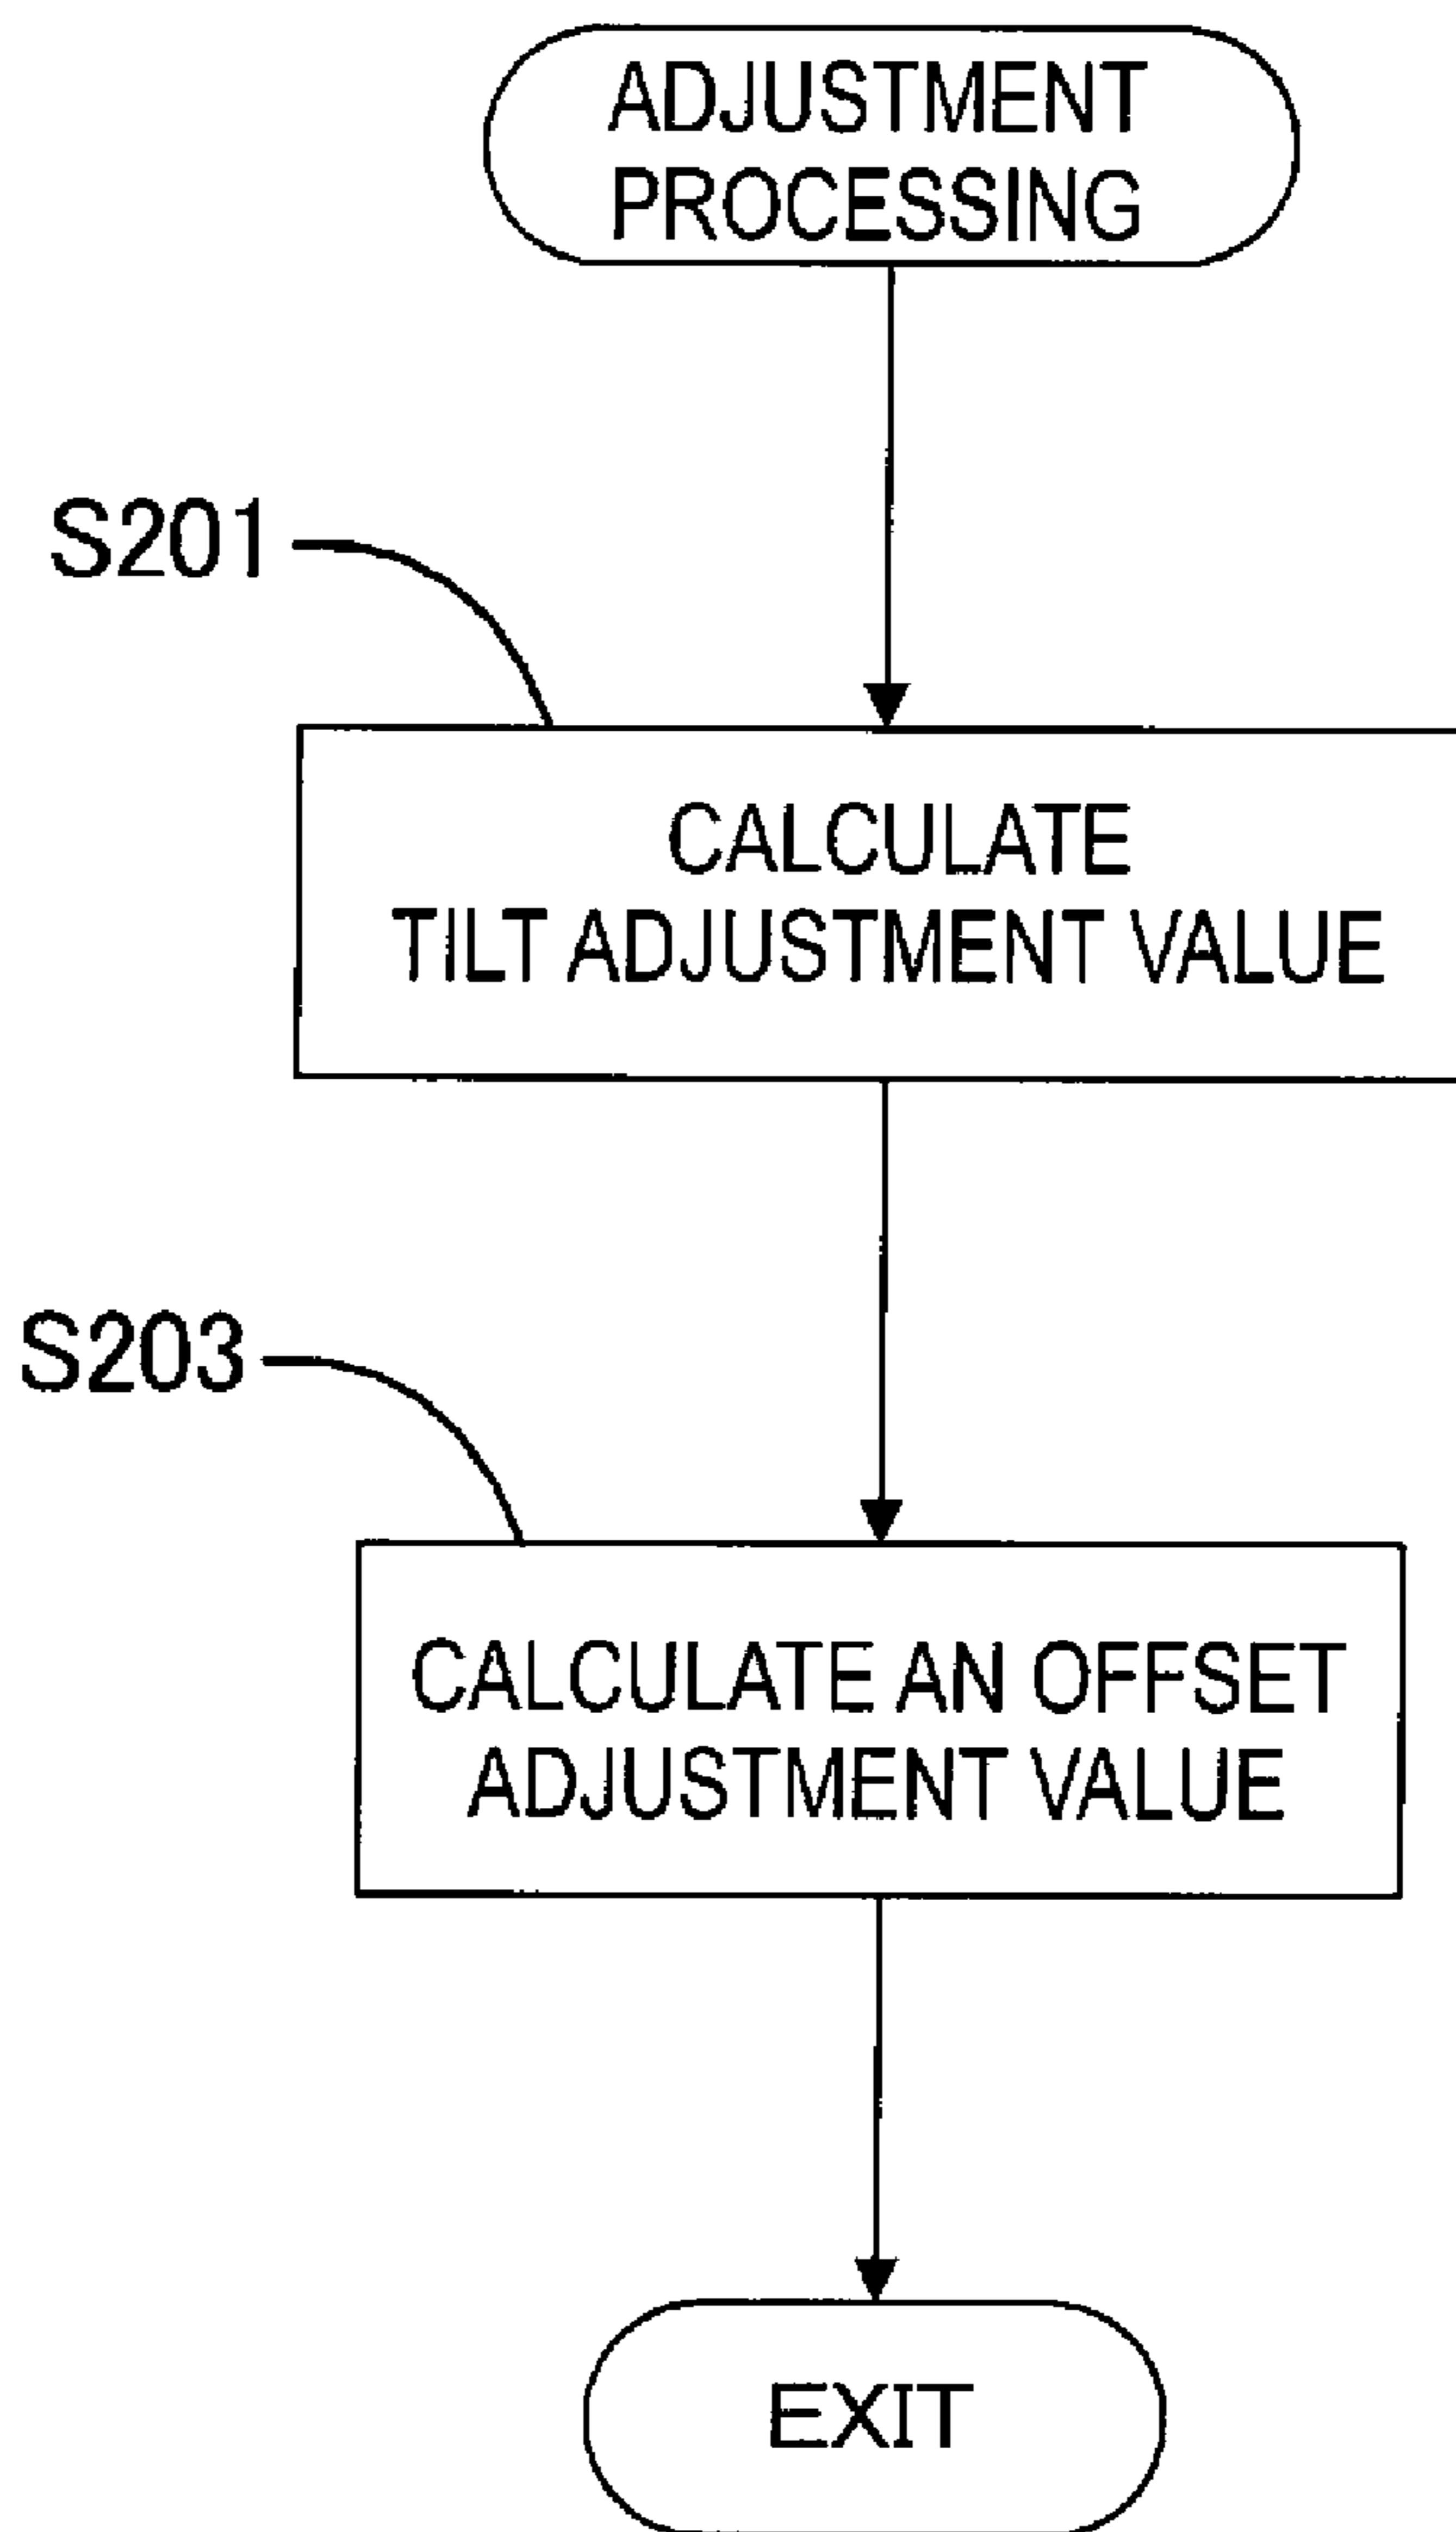 ADJUSTMENT
PROCESSING
S201
CALCULATE
TILT ADJUSTMENT VALUE
S203
CALCULATE AN OFFSET
ADJUSTMENT VALUE
EXIT